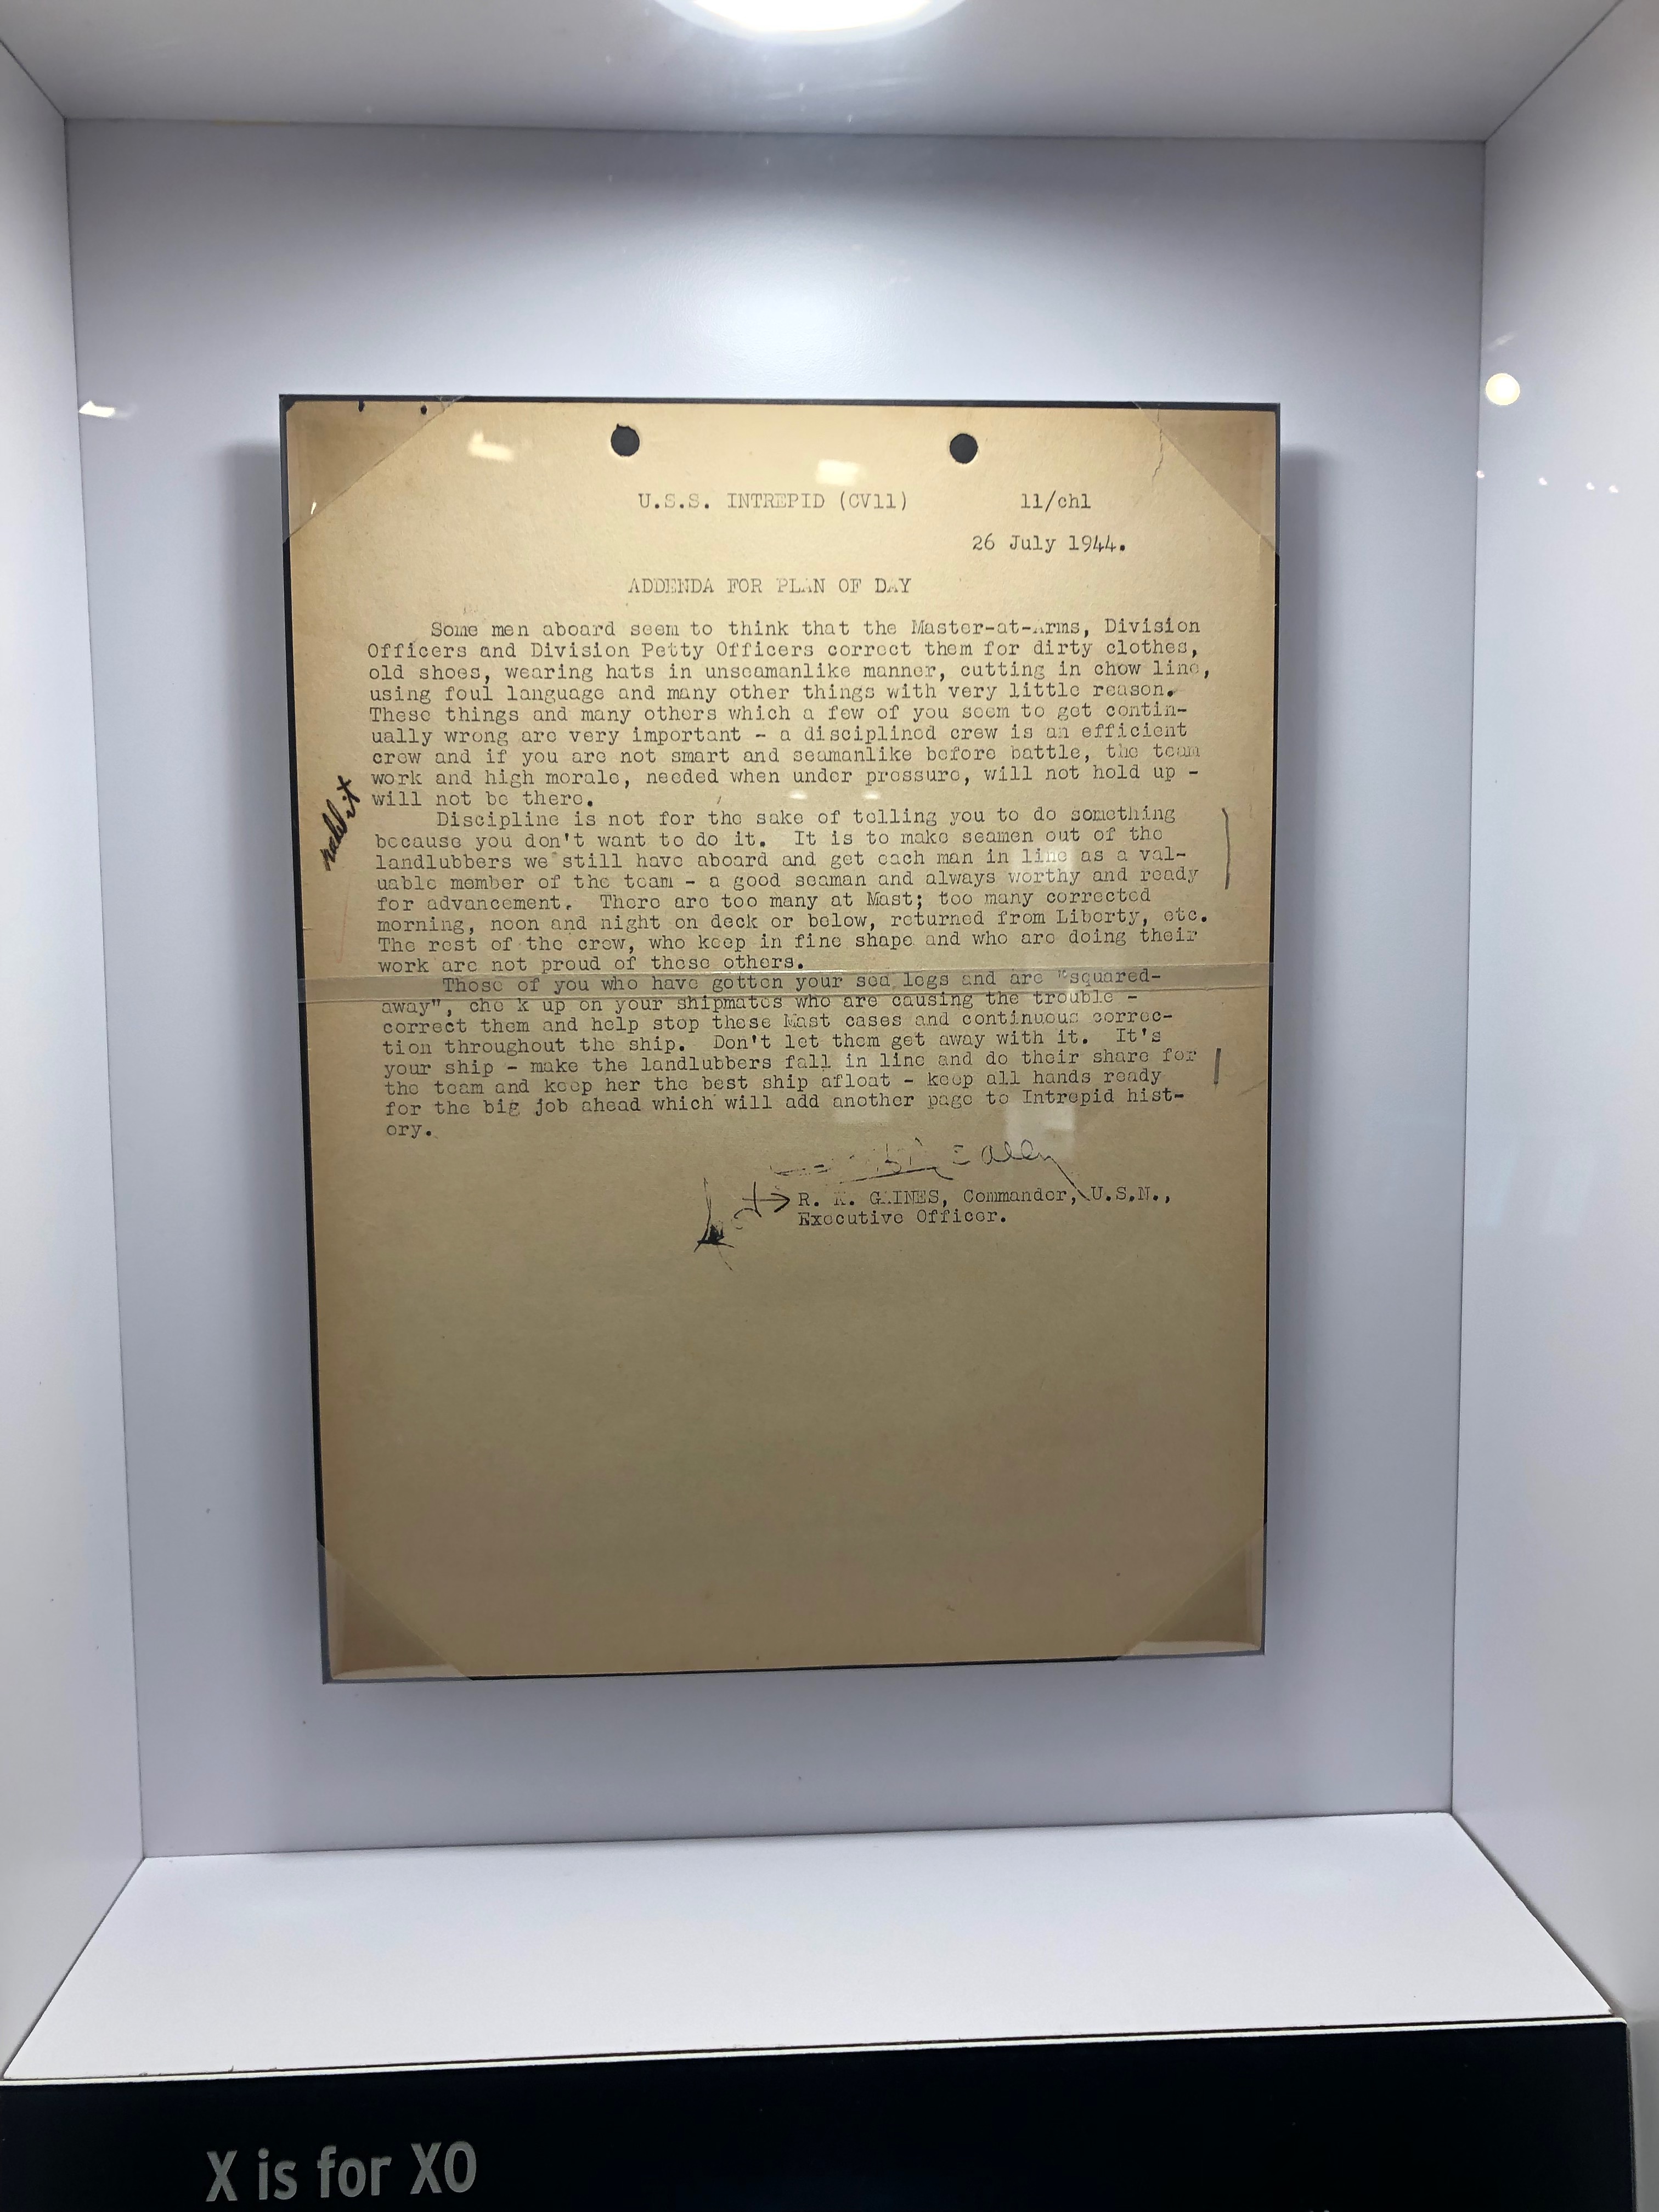 U.S.S. INTREPID (CV11) 11/chl
26 July 1944.
ADDENDA FOR PLAN OF DAY
Some men aboard seem to think that the Master-at-Arms, Division
Officers and Division Petty Officers correct them for dirty clothes,
old shoes, wearing hats in unseamanlike manner, cutting in chow line,
using foul language and many other things with very little reason.
These things and many others which a few of you seem to get contin-
ually wrong are very important - a disciplined crew is an efficient
crew and if you are not smart and seamanlike before battle, the team
work and high morale, needed when under pressure, will not hold up -
will not be there.
Discipline is not for the sake of telling you to do something
because you don't want to do it. It is to make seamen out of the
landlubbers we still have aboard and get each man in line as a val-
uable member of the team - a good seaman and always worthy and ready
for advancement. There are too many at Mast; too many corrected
morning, noon and night on deck or below, returned from Liberty, etc.
The rest of the crew, who keep in fine shape and who are doing their
work are not proud of these others.
Those of you who have gotten your sea legs and are "squared-
away", che k up on your shipmates who are causing the trouble -
correct them and help stop these Mast cases and continuous correc-
tion throughout the ship. Don't let them get away with it. It's
your ship - make the landlubbers fall in line and do their share for
the team and keep her the best ship afloat - keep all hands ready
for the big job ahead which will add another page to Intrepid hist-
ory.
R. K. GAINES, Commander, U.S.N.,
Executive Officer.
X is for XO